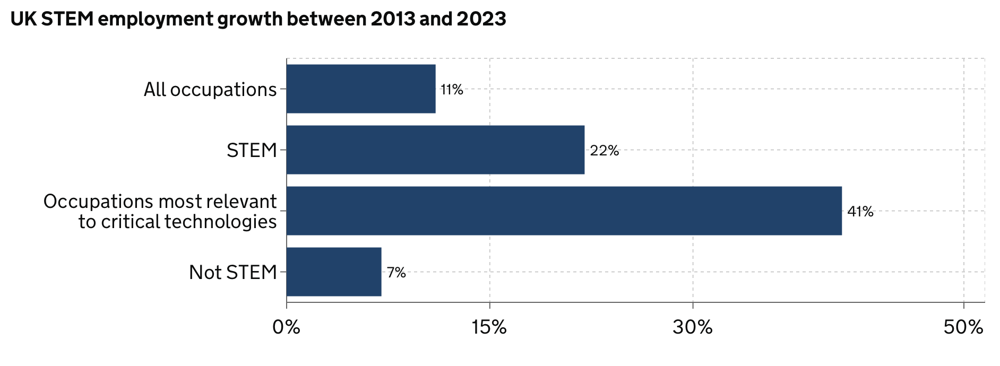 UK STEM employment growth between 2013 and 2023
All occupations
11%
STEM
22%
Occupations most relevant
to critical technologies
41%
Not STEM
7%
0%
15%
30%
50%